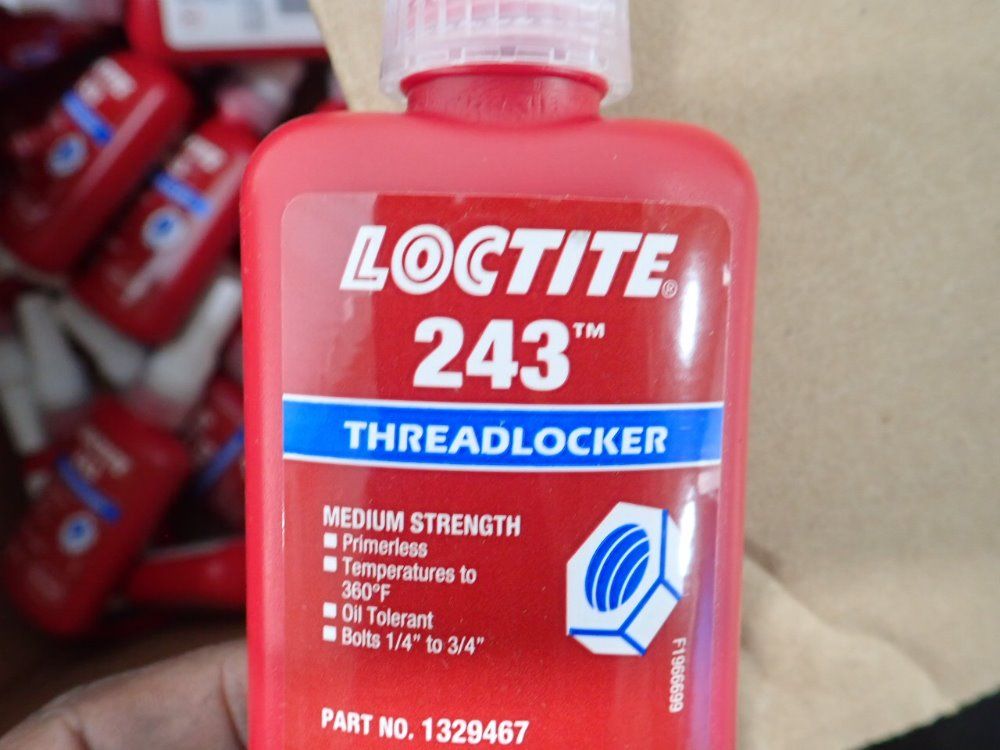 LOCTITE®
243™
THREADLOCKER
MEDIUM STRENGTH
■ Primerless
■ Temperatures to
360°F
■ Oil Tolerant
■ Bolts 1/4" to 3/4"
F1966699
PART NO. 1329467